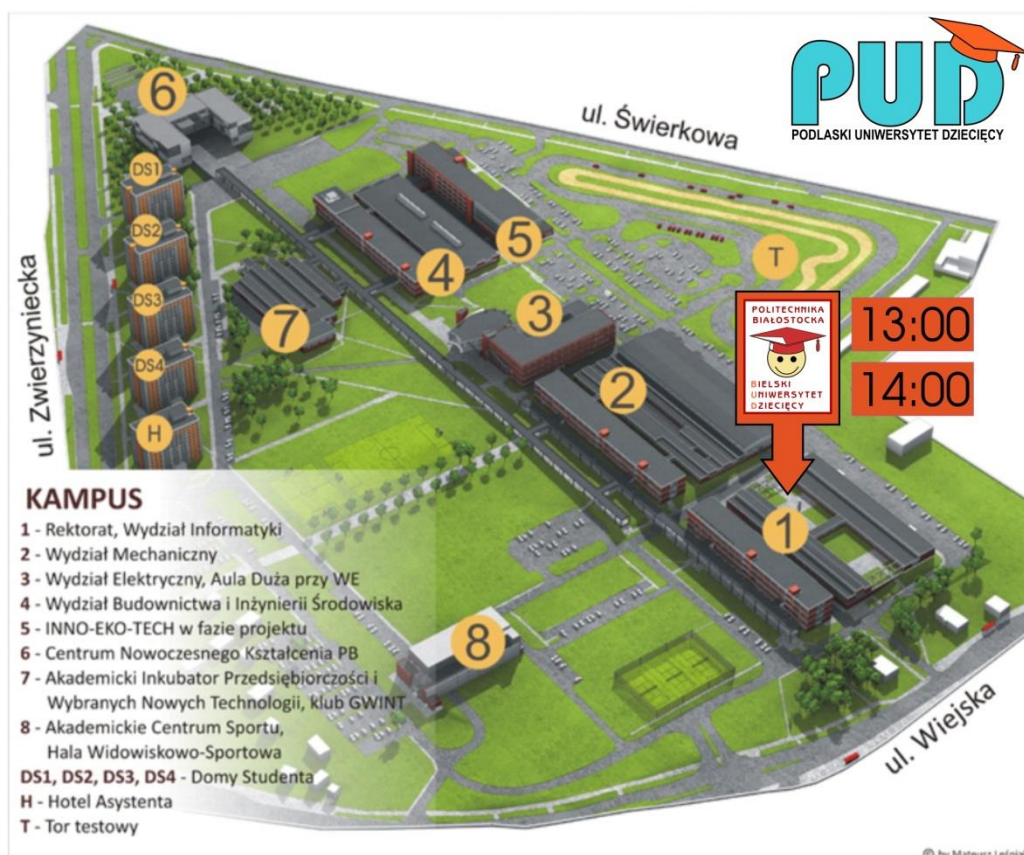 PUD
PODLASKI UNIWERSYTET DZIECIĘCY
ul. Świerkowa
6
DS1
DS2
DS3
DS4
H
5
4
7
3
T
2
1
8
ul. Zwierzyniecka
POLITECHNIKA
BIAŁOSTOCKA
BIELSKI
UNIWERSYTET
DZIECIĘCY
13:00
14:00
ul. Wiejska
KAMPUS
1 - Rektorat, Wydział Informatyki
2 - Wydział Mechaniczny
3 - Wydział Elektryczny, Aula Duża przy WE
4 - Wydział Budownictwa i Inżynierii Środowiska
5 - INNO-EKO-TECH w fazie projektu
6 - Centrum Nowoczesnego Kształcenia PB
7 - Akademicki Inkubator Przedsiębiorczości i
Wybranych Nowych Technologii, klub GWINT
8 - Akademickie Centrum Sportu,
Hala Widowiskowo-Sportowa
DS1, DS2, DS3, DS4 - Domy Studenta
H - Hotel Asystenta
T - Tor testowy
© by Mateusz